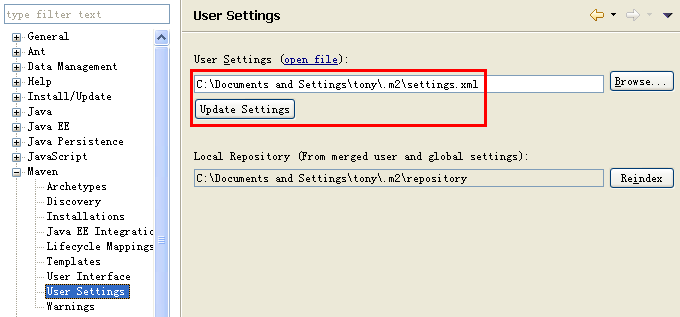 type filter text
General
Ant
Data Management
Help
Install/Update
Java
Java EE
Java Persistence
JavaScript
Maven
Archetypes
Discovery
Installations
Java EE Integratio
Lifecycle Mappings
Templates
User Interface
User Settings
Warnings
User Settings
User Settings (open file):
C:\Documents and Settings\tony\.m2\settings.xml
Browse...
Update Settings
Local Repository (From merged user and global settings):
C:\Documents and Settings\tony\.m2\repository
Reindex